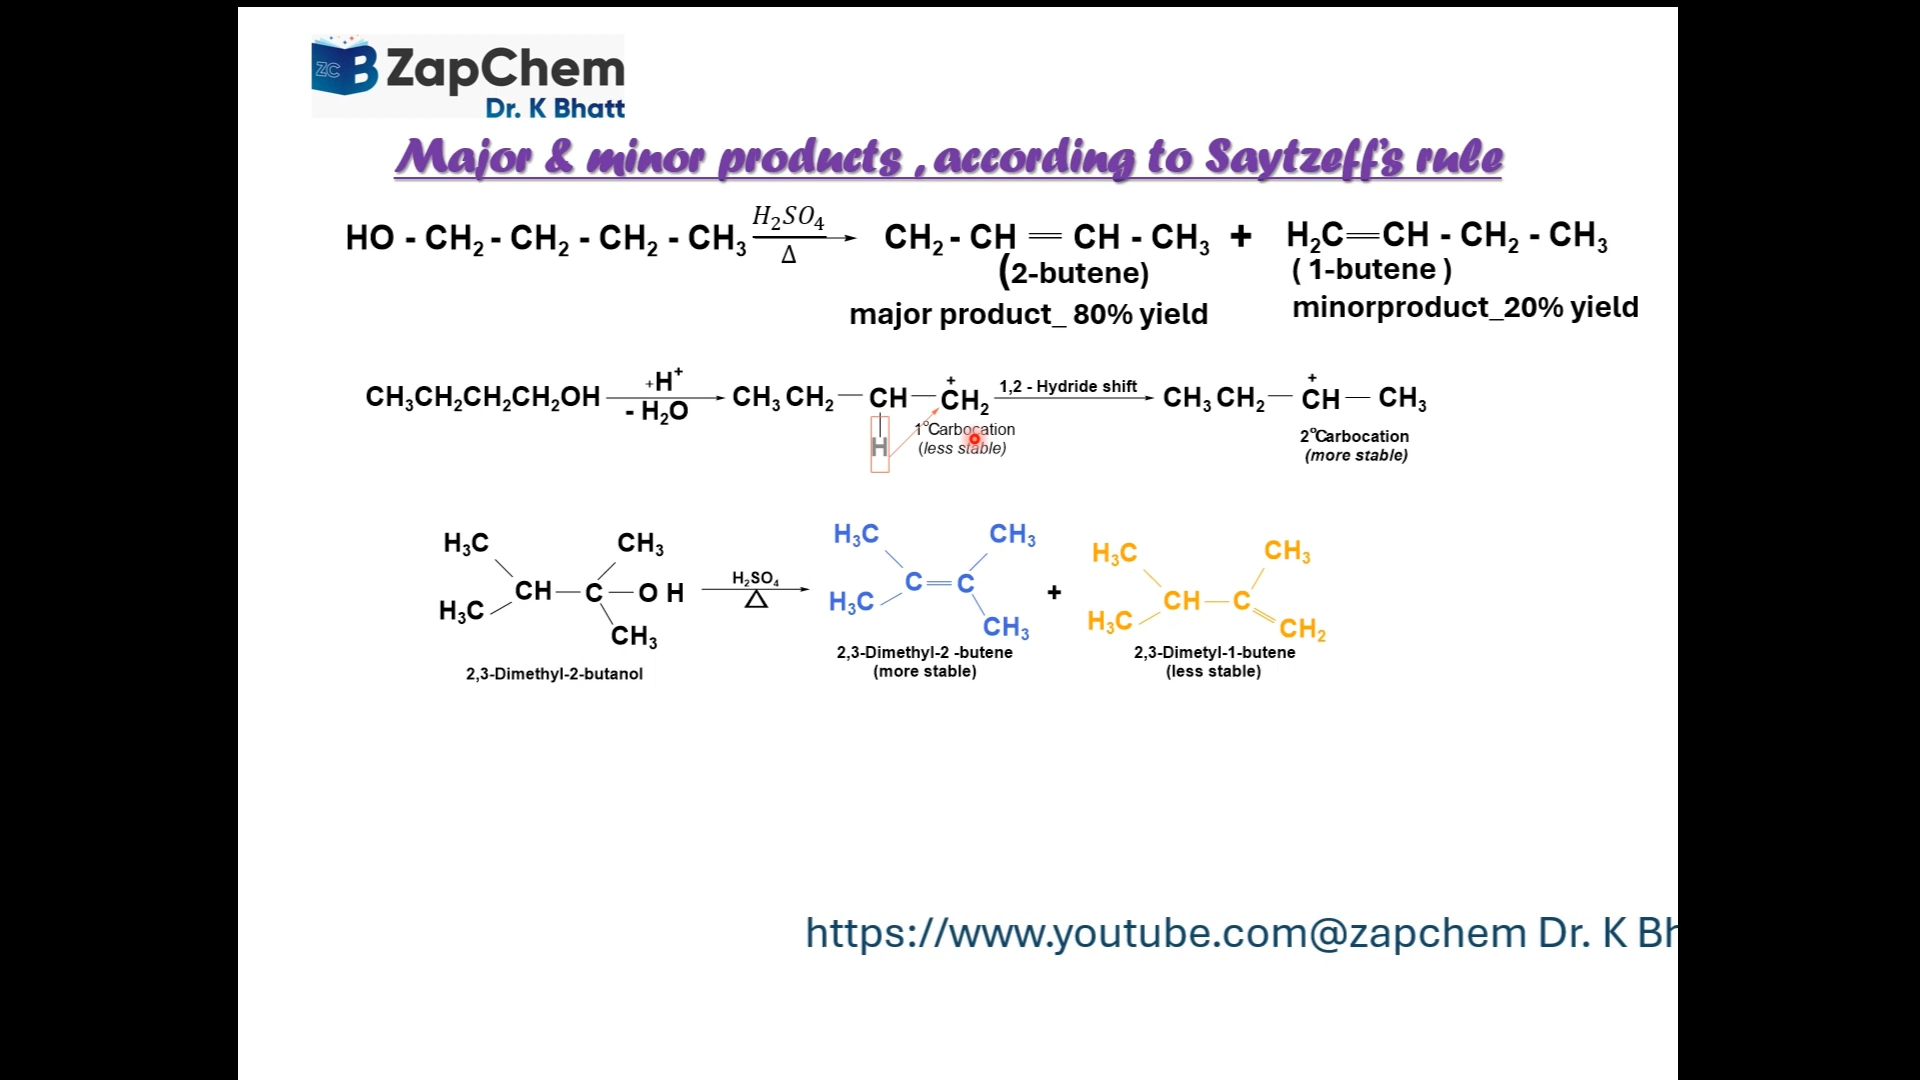 ZC B ZapChem
Dr. K Bhatt
Major & minor products , according to Saytzeff's rule
HO - CH₂ - CH₂ - CH₂ - CH₃ H₂SO₄ Δ CH₂ - CH = CH - CH₃ + H₂C=CH - CH₂ - CH₃
(2-butene) ( 1-butene )
major product_ 80% yield minorproduct_20% yield
CH₃CH₂CH₂CH₂OH +H⁺ - H₂O CH₃ CH₂ — CH — CH₂ + H 1,2 - Hydride shift CH₃ CH₂ — CH — CH₃ +
1°Carbocation 2°Carbocation
(less stable) (more stable)
H₃C CH₃ H₃C CH₃ H₃C CH₃
CH — C — O H H₂SO₄ △ C = C + CH — C
H₃C CH₃ H₃C CH₃ H₃C CH₂
2,3-Dimethyl-2-butanol 2,3-Dimethyl-2 -butene 2,3-Dimetyl-1-butene
(more stable) (less stable)
https://www.youtube.com@zapchem Dr. K Bh